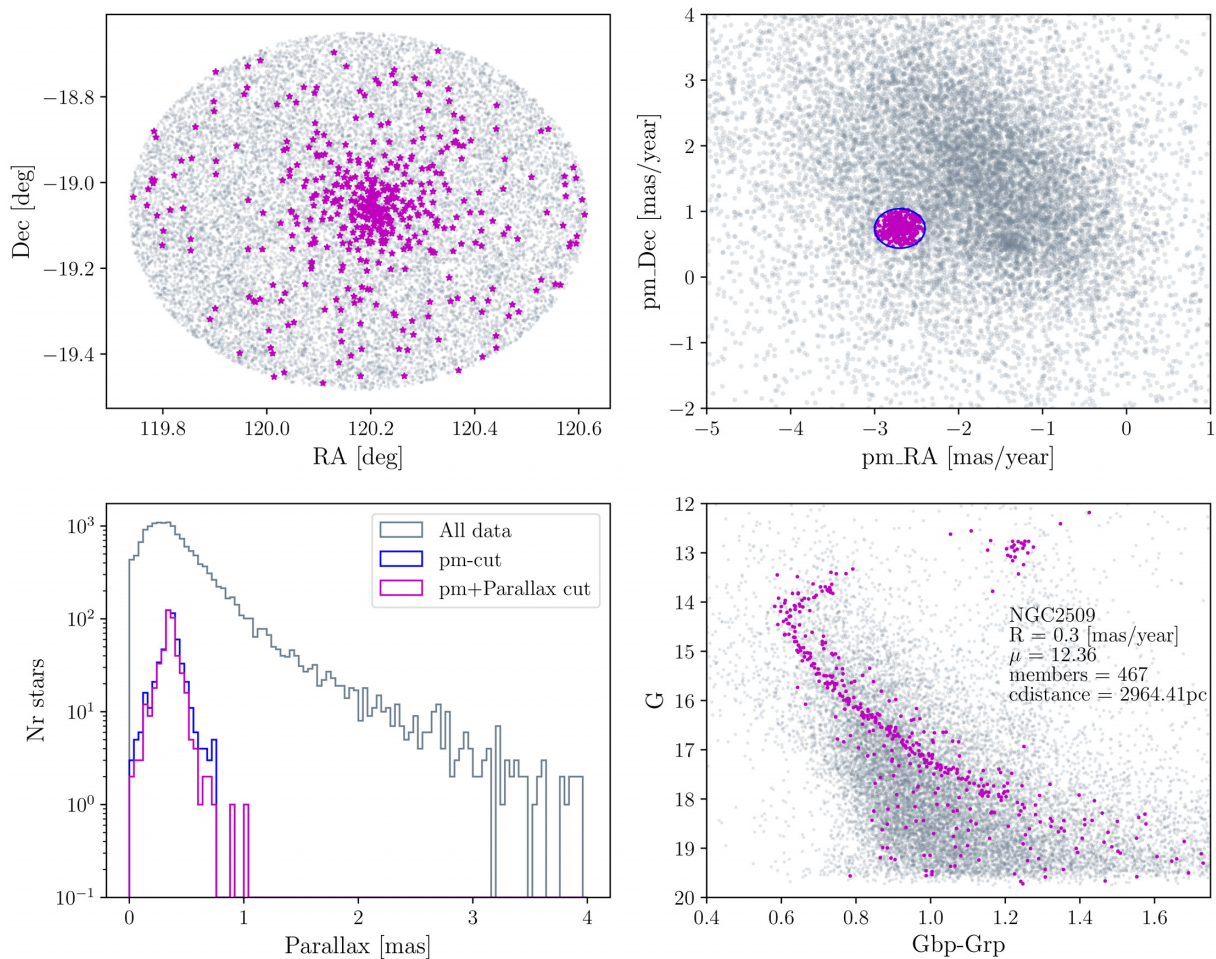 −18.8
−19.0
−19.2
−19.4
Dec [deg]
119.8 120.0 120.2 120.4 120.6
RA [deg]
4
3
2
1
0
−1
−2
pm_Dec [mas/year]
−5 −4 −3 −2 −1 0 1
pm_RA [mas/year]
10³
10²
10¹
10⁰
10⁻¹
Nr stars
All data
pm-cut
pm+Parallax cut
0 1 2 3 4
Parallax [mas]
12
13
14
15
16
17
18
19
20
G
NGC2509
R = 0.3 [mas/year]
μ = 12.36
members = 467
cdistance = 2964.41pc
0.4 0.6 0.8 1.0 1.2 1.4 1.6
Gbp-Grp